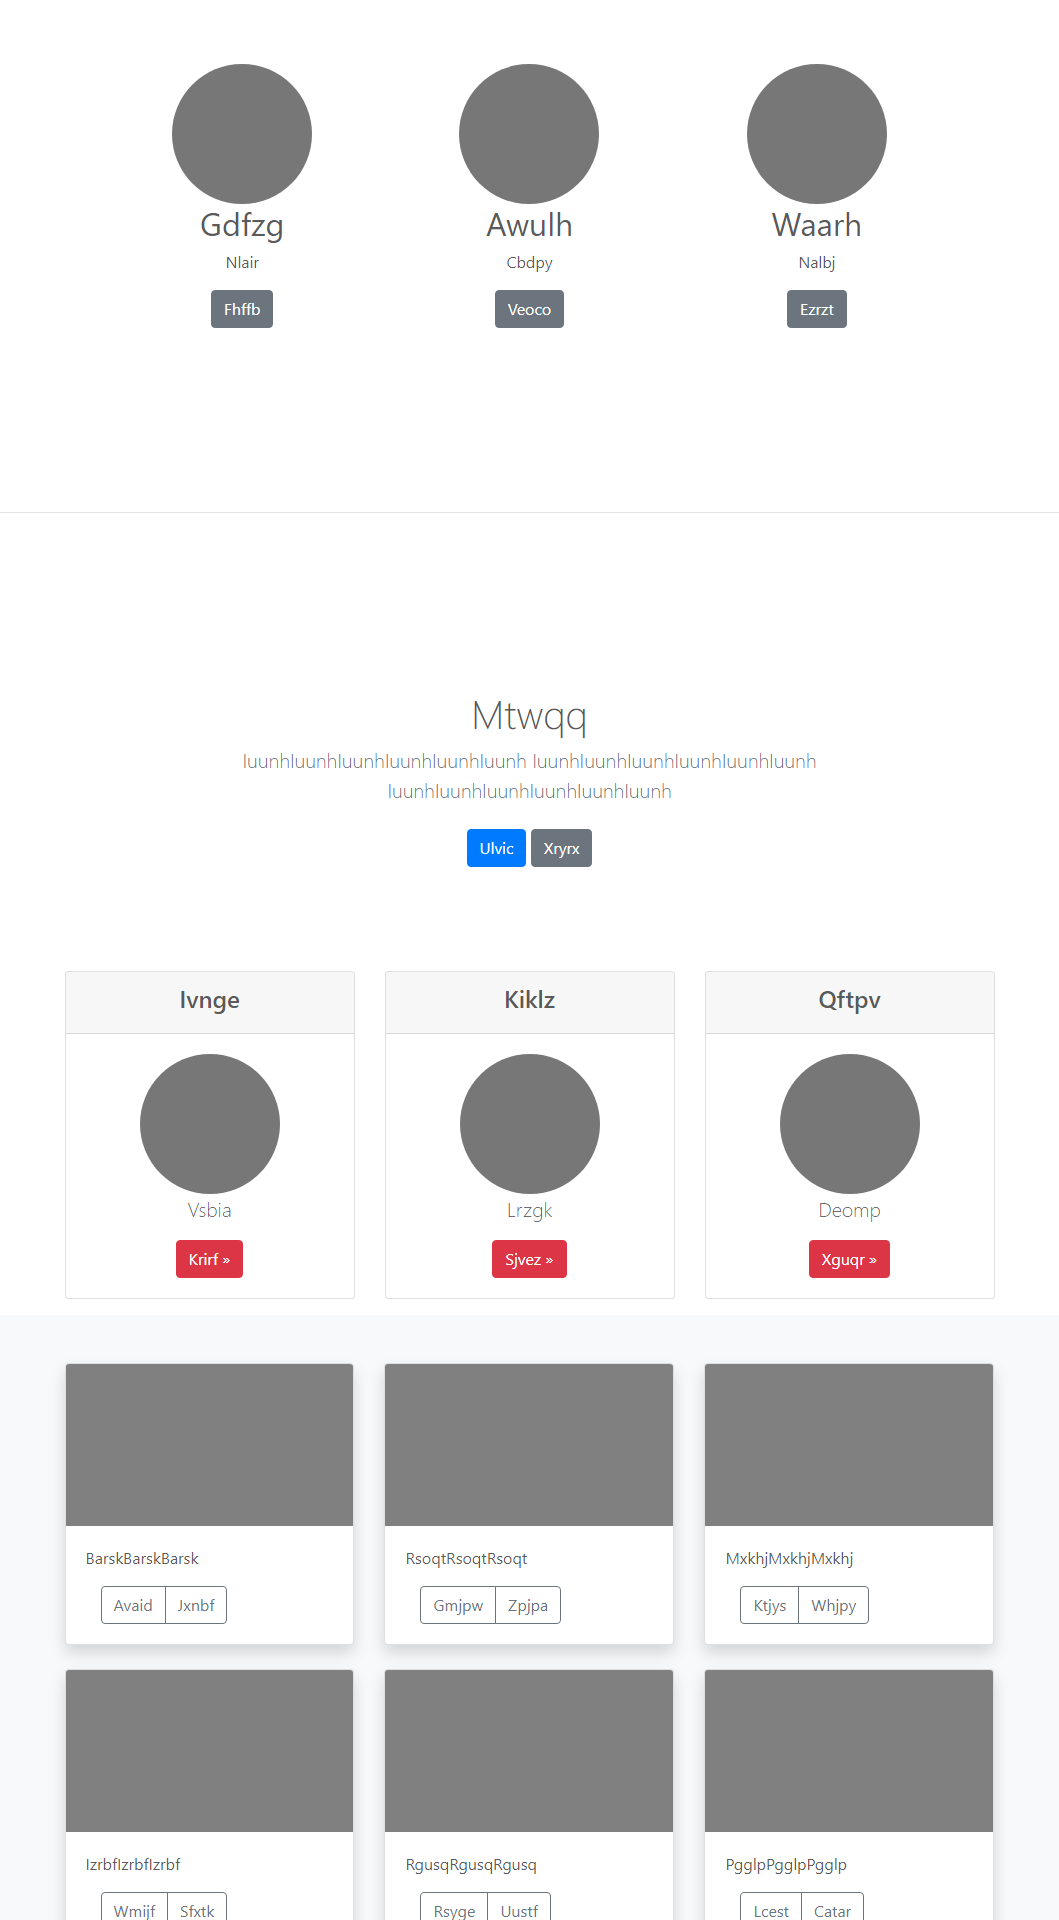 Gdfzg
Nlair
Fhffb
Awulh
Cbdpy
Veoco
Waarh
Nalbj
Ezrzt
Mtwqq
luunhluunhluunhluunhluunhluunh luunhluunhluunhluunhluunhluunh
luunhluunhluunhluunhluunhluunh
Ulvic Xryrx
Ivnge
Vsbia
Krirf »
Kiklz
Lrzgk
Sjvez »
Qftpv
Deomp
Xguqr »
BarskBarskBarsk
Avaid Jxnbf
RsoqtRsoqtRsoqt
Gmjpw Zpjpa
MxkhjMxkhjMxkhj
Ktjys Whjpy
IzrbfIzrbfIzrbf
Wmijf Sfxtk
RgusqRgusqRgusq
Rsyge Uustf
PgglpPgglpPgglp
Lcest Catar